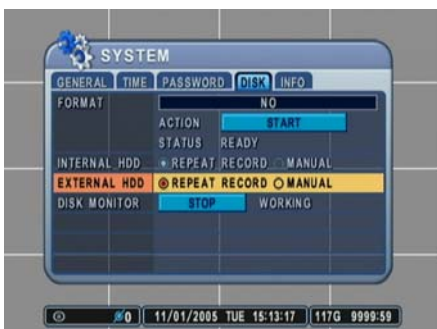 SYSTEM
GENERAL TIME PASSWORD DISK INFO
FORMAT NO
ACTION START
STATUS READY
INTERNAL HDD REPEAT RECORD MANUAL
EXTERNAL HDD REPEAT RECORD MANUAL
DISK MONITOR STOP WORKING
0 11/01/2005 TUE 15:13:17 117G 9999:59